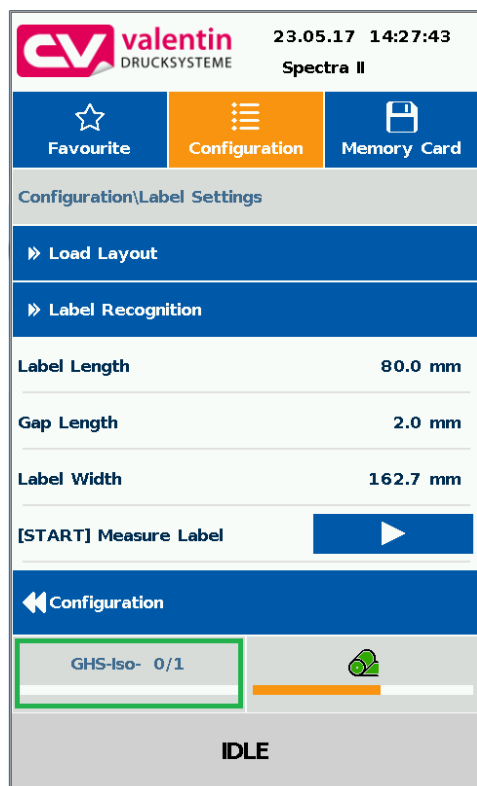 CV valentin
DRUCKSYSTEME
23.05.17 14:27:43
Spectra II
Favourite
Configuration
Memory Card
Configuration\Label Settings
Load Layout
Label Recognition
Label Length 80.0 mm
Gap Length 2.0 mm
Label Width 162.7 mm
[START] Measure Label
Configuration
GHS-Iso- 0/1
IDLE